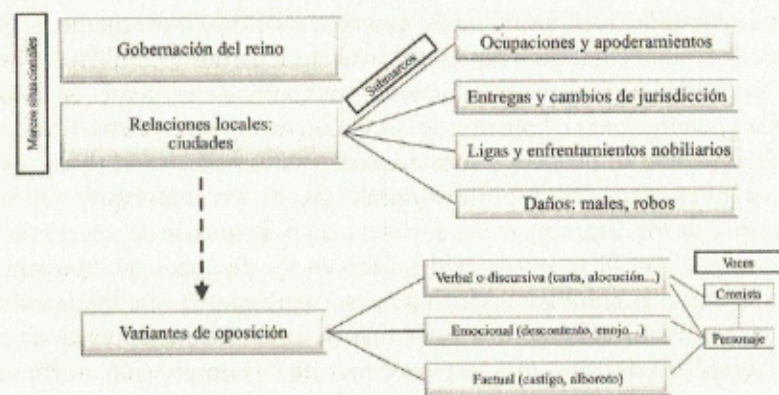 Marcos situacionales
Gobernación del reino
Relaciones locales:
ciudades
Submarcos
Ocupaciones y apoderamientos
Entregas y cambios de jurisdicción
Ligas y enfrentamientos nobiliarios
Daños: males, robos
Variantes de oposición
Verbal o discursiva (carta, alocución...)
Emocional (descontento, enojo...)
Factual (castigo, alboroto)
Voces
Cronista
Personaje